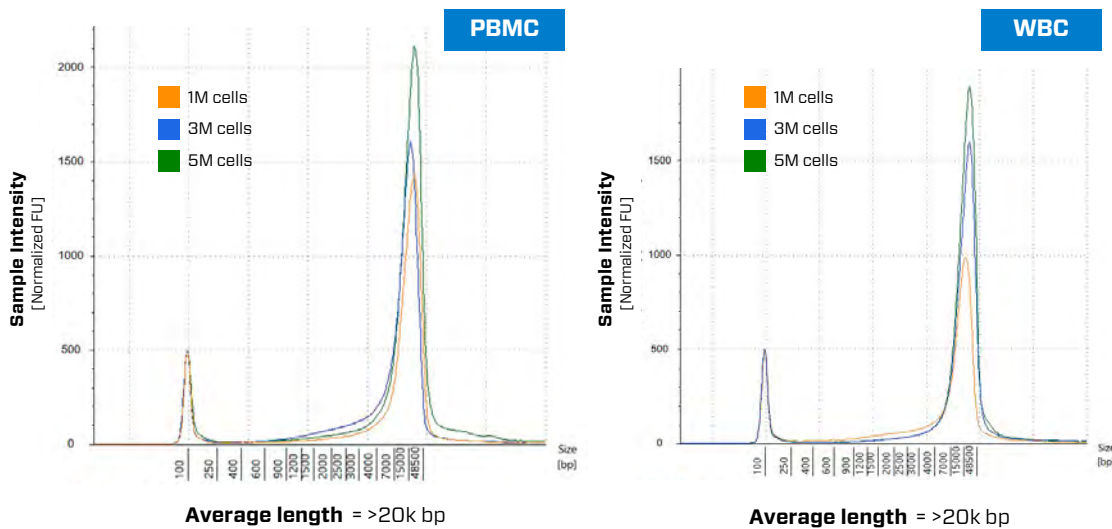 PBMC
2000
1500
1000
500
0
1M cells
3M cells
5M cells
Sample Intensity
[Normalized FU]
100
250
400
600
900
1200
1500
2000
2500
3000
4000
7000
15000
48500
Size
[bp]
Average length = >20k bp
WBC
1500
1000
500
0
1M cells
3M cells
5M cells
Sample Intensity
[Normalized FU]
100
250
400
600
900
1200
1500
2000
2500
3000
4000
7000
15000
48500
Size
[bp]
Average length = >20k bp